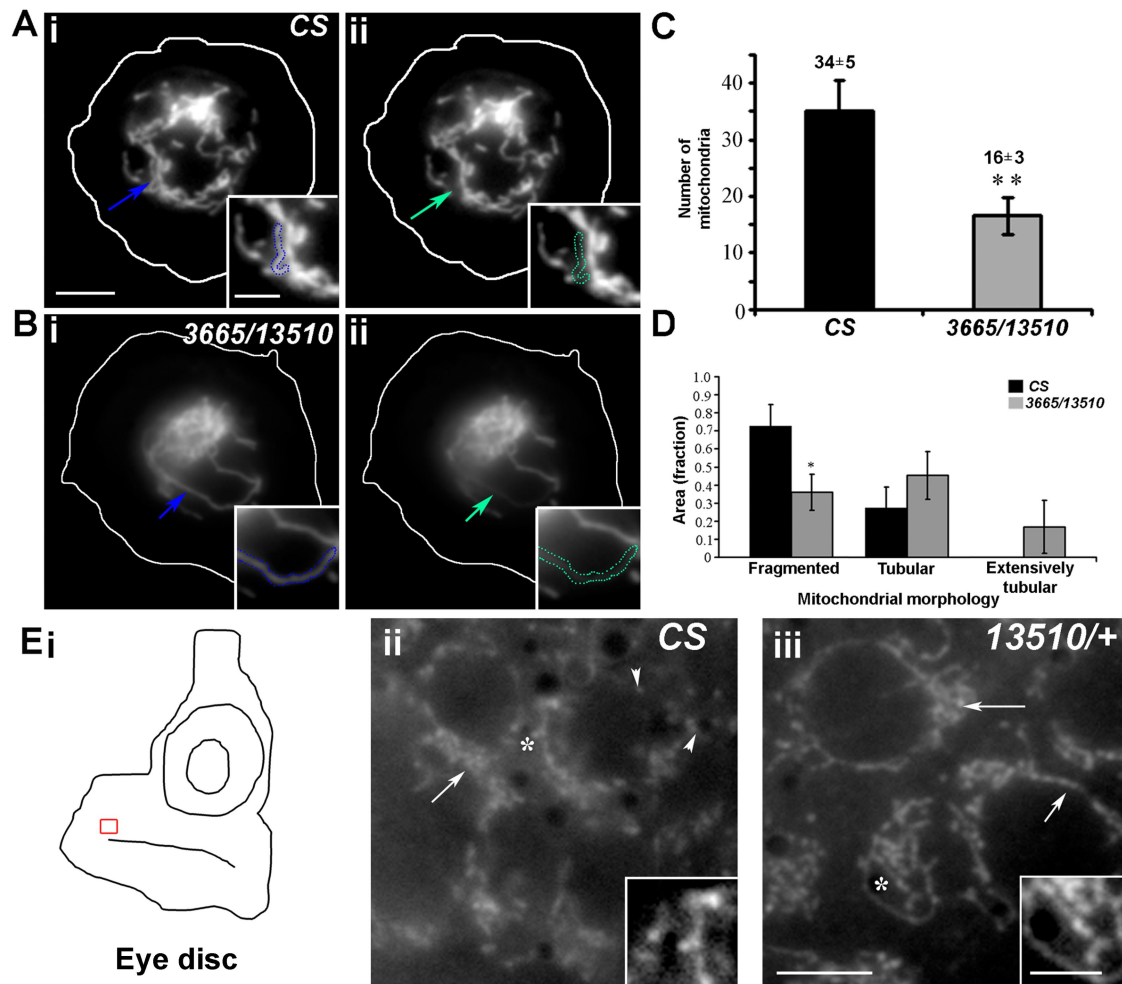 A
i
CS
ii
B
i
3665/13510
ii
C
34±5
16±3
* *
Number of
mitochondria
40
35
30
25
20
15
10
0
CS
3665/13510
D
1.0
0.9
0.8
0.7
0.6
0.5
0.4
0.3
0.2
0.1
0
Area (fraction)
CS
3665/13510
*
Fragmented
Tubular
Extensively
tubular
Mitochondrial morphology
E
i
Eye disc
ii
CS
*
iii
13510/+
*